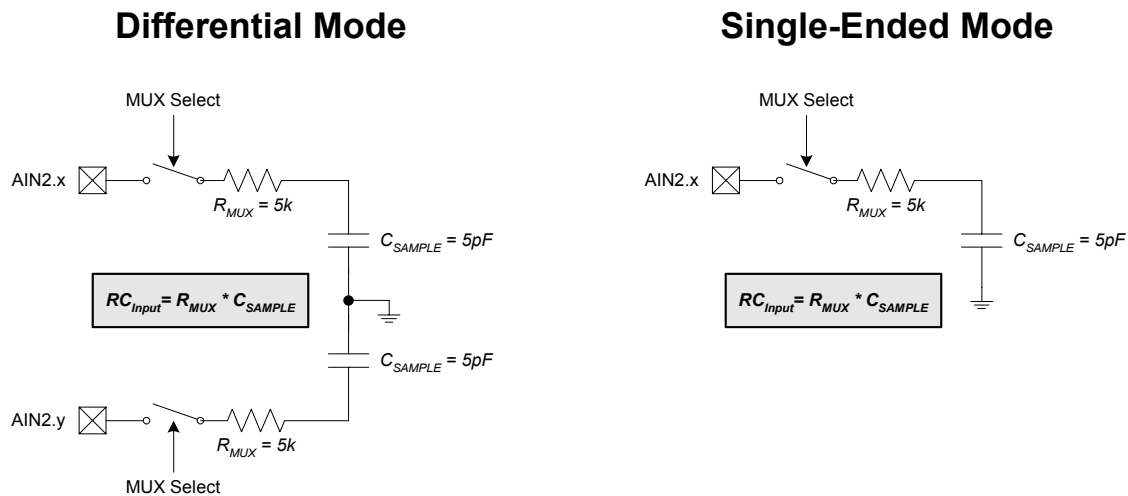 Differential Mode
MUX Select
AIN2.x
R_MUX = 5k
C_SAMPLE = 5pF
RC_Input= R_MUX * C_SAMPLE
C_SAMPLE = 5pF
AIN2.y
R_MUX = 5k
MUX Select
Single-Ended Mode
MUX Select
AIN2.x
R_MUX = 5k
C_SAMPLE = 5pF
RC_Input= R_MUX * C_SAMPLE